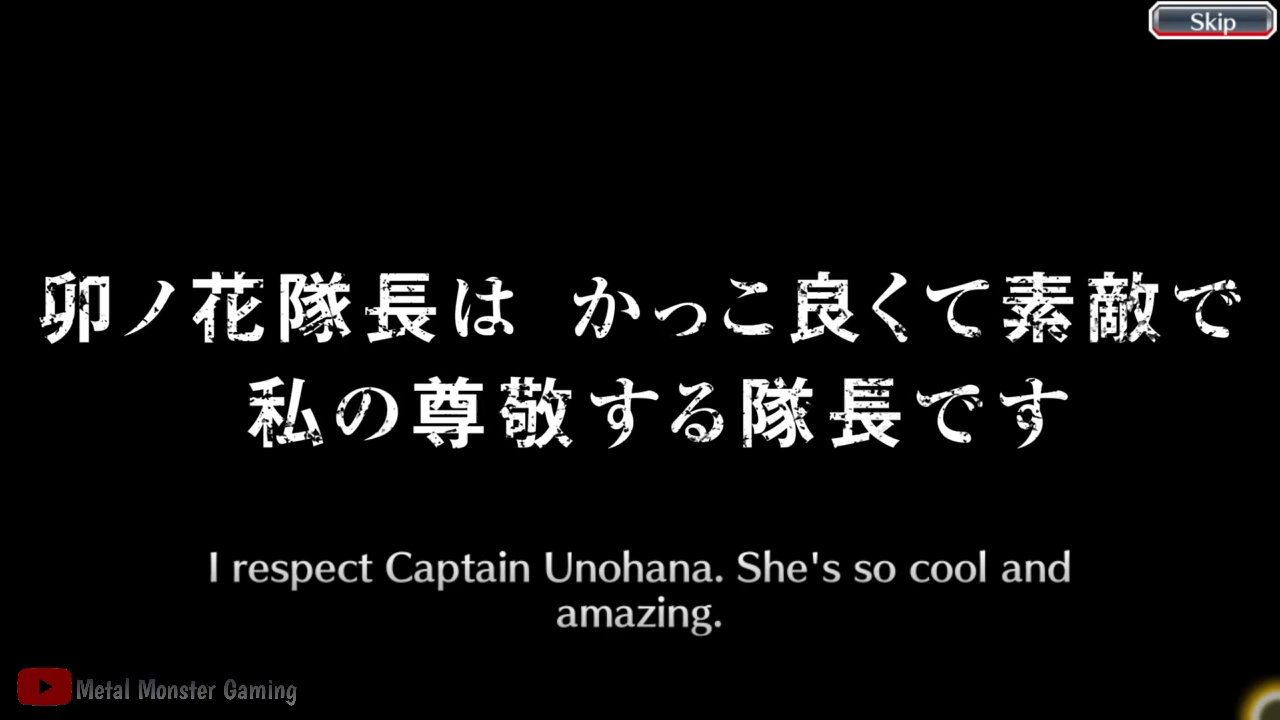 Skip
卯ノ花隊長は かっこ良くて素敵で
私の尊敬する隊長です
I respect Captain Unohana. She's so cool and
amazing.
Metal Monster Gaming